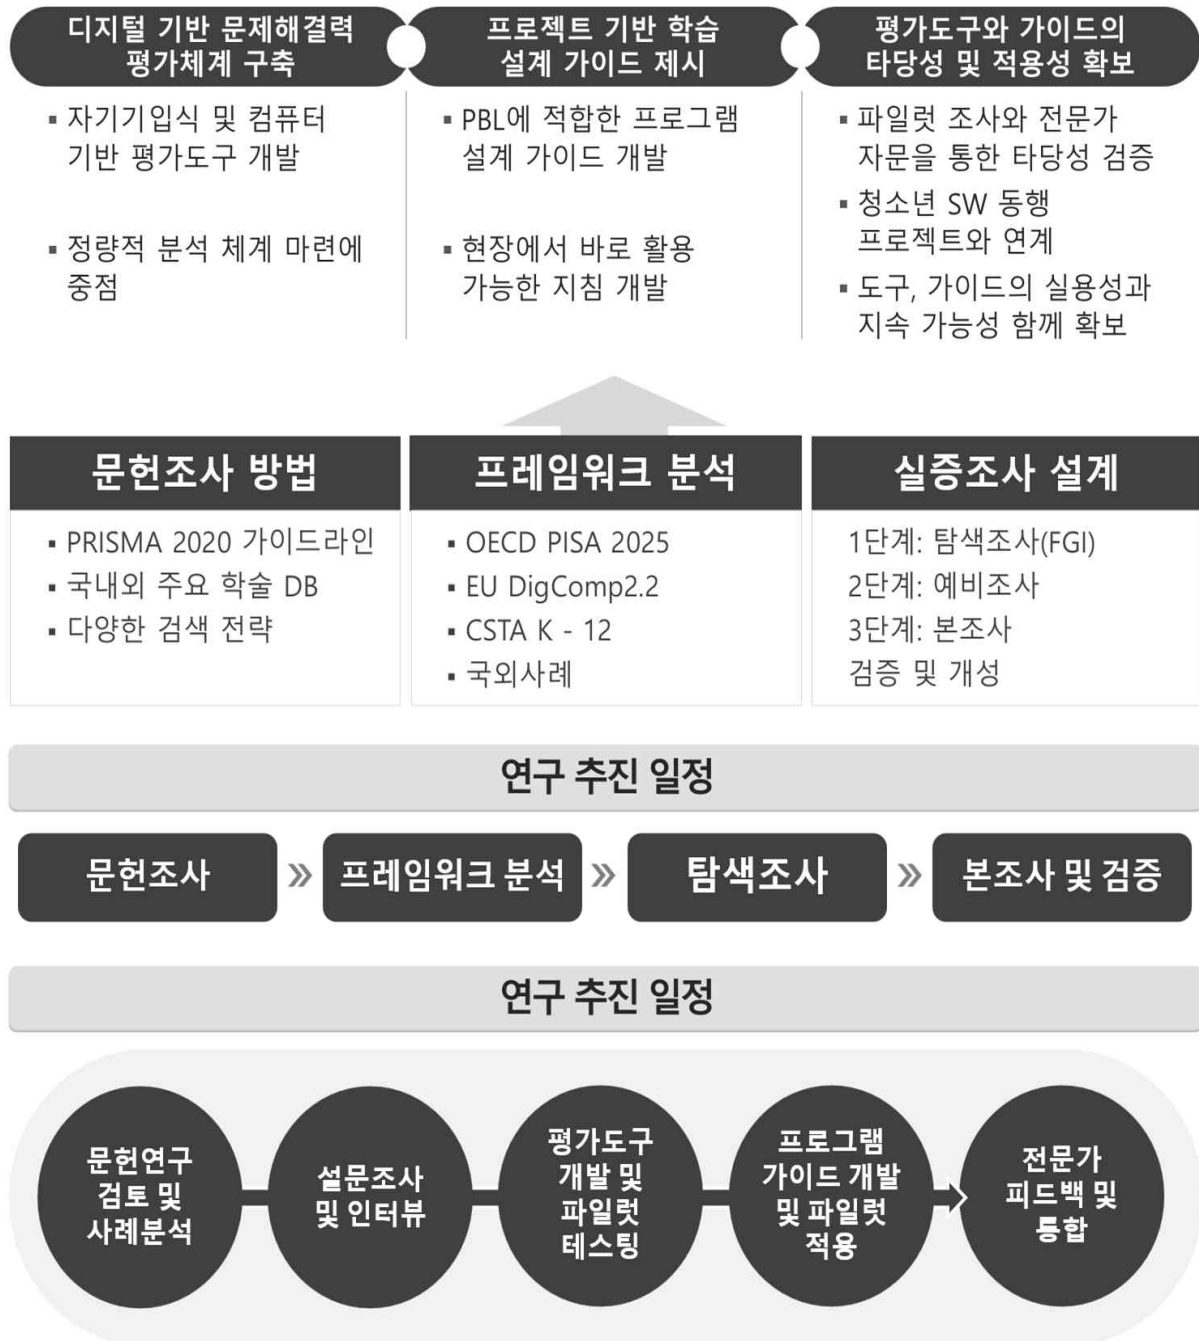 디지털 기반 문제해결력
평가체계 구축
프로젝트 기반 학습
설계 가이드 제시
평가도구와 가이드의
타당성 및 적용성 확보
▪ 자기기입식 및 컴퓨터
기반 평가도구 개발
▪ 정량적 분석 체계 마련에
중점
▪ PBL에 적합한 프로그램
설계 가이드 개발
▪ 현장에서 바로 활용
가능한 지침 개발
▪ 파일럿 조사와 전문가
자문을 통한 타당성 검증
▪ 청소년 SW 동행
프로젝트와 연계
▪ 도구, 가이드의 실용성과
지속 가능성 함께 확보
문헌조사 방법
▪ PRISMA 2020 가이드라인
▪ 국내외 주요 학술 DB
▪ 다양한 검색 전략
프레임워크 분석
▪ OECD PISA 2025
▪ EU DigComp2.2
▪ CSTA K - 12
▪ 국외사례
실증조사 설계
1단계: 탐색조사(FGI)
2단계: 예비조사
3단계: 본조사
검증 및 개성
연구 추진 일정
문헌조사 » 프레임워크 분석 » 탐색조사 » 본조사 및 검증
연구 추진 일정
문헌연구
검토 및
사례분석
설문조사
및 인터뷰
평가도구
개발 및
파일럿
테스팅
프로그램
가이드 개발
및 파일럿
적용
전문가
피드백 및
통합